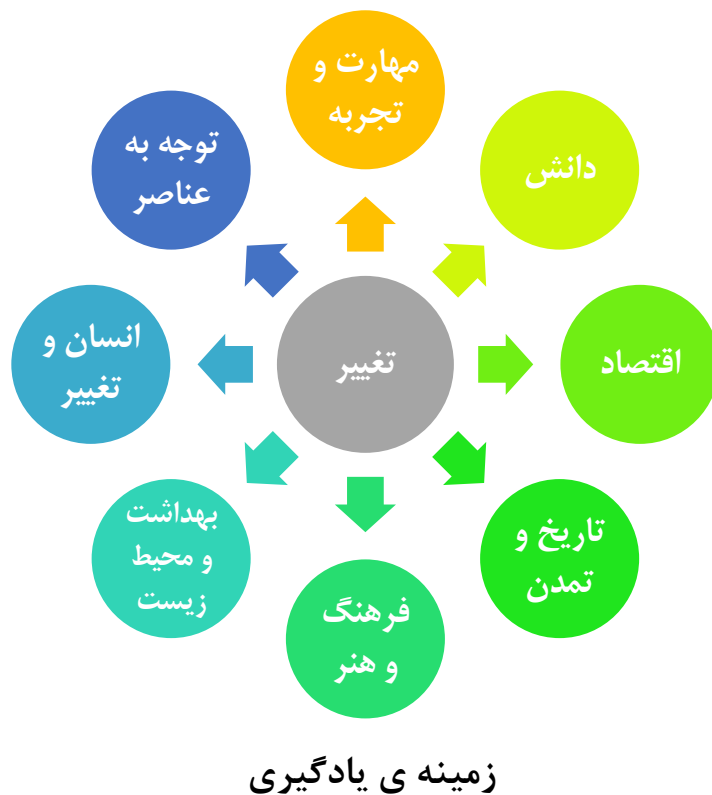 مهارت و
تجربه
دانش
اقتصاد
تاریخ و
تمدن
فرهنگ
و هنر
بهداشت
و محیط
زیست
انسان و
تغییر
توجه به
عناصر
تغییر
زمینه ی یادگیری